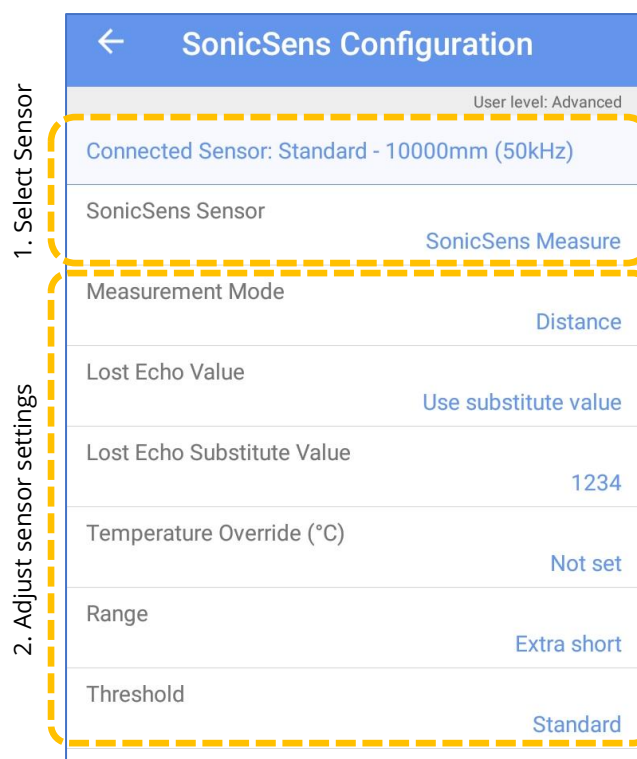 SonicSens Configuration
User level: Advanced
1. Select Sensor
Connected Sensor: Standard - 10000mm (50kHz)
SonicSens Sensor
SonicSens Measure
2. Adjust sensor settings
Measurement Mode
Distance
Lost Echo Value
Use substitute value
Lost Echo Substitute Value
1234
Temperature Override (°C)
Not set
Range
Extra short
Threshold
Standard